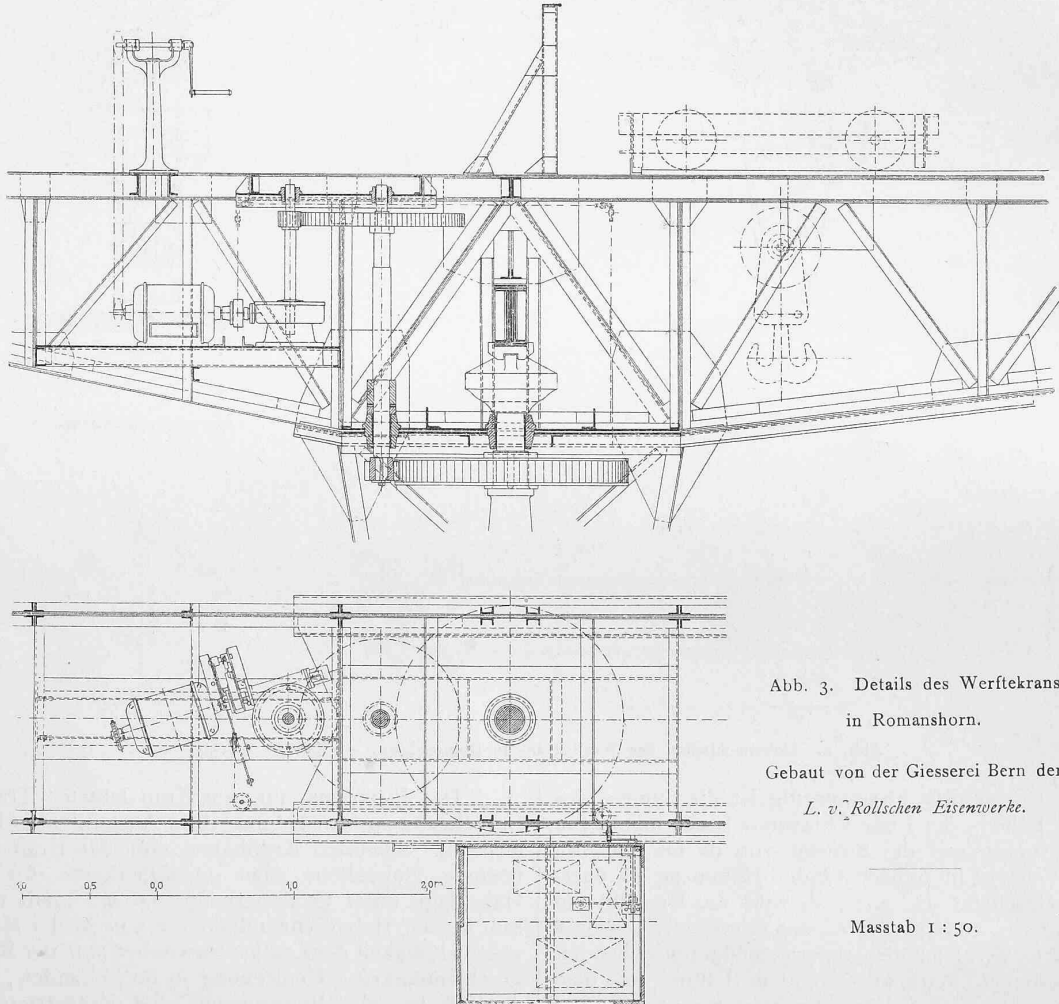 Abb. 3. Details des Werftekrans
in Romanshorn.
Gebaut von der Giesserei Bern der
L. v. Rollschen Eisenwerke.
1,0 0,5 0,0 1,0 2,0 m
Masstab 1 : 50.